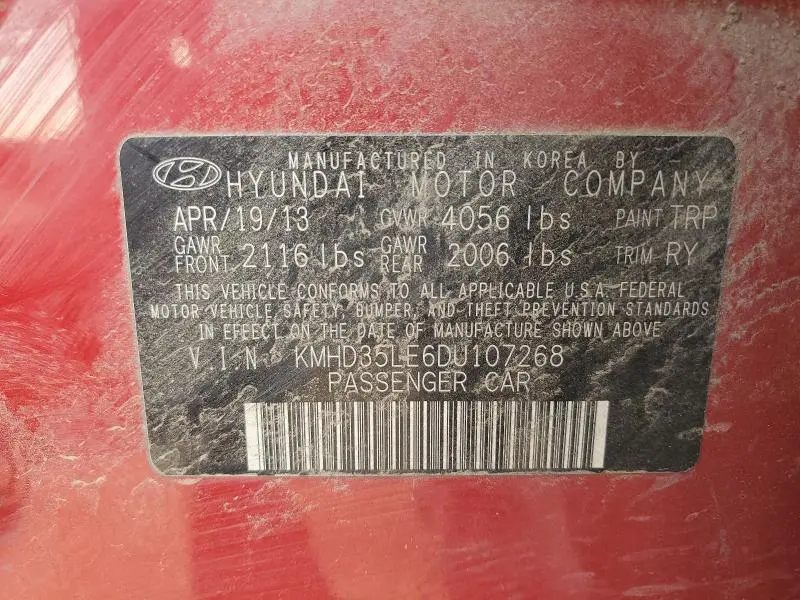 MANUFACTURED IN KOREA BY -
HYUNDAI MOTOR COMPANY
APR/19/13 GVWR 4056 lbs PAINT TRP
GAWR FRONT 2116 lbs GAWR REAR 2006 lbs TRIM RY
THIS VEHICLE CONFORMS TO ALL APPLICABLE U.S.A. FEDERAL
MOTOR VEHICLE SAFETY, BUMPER, AND THEFT PREVENTION STANDARDS
IN EFFECT ON THE DATE OF MANUFACTURE SHOWN ABOVE
V.I.N KMHD35LE6DU107268
PASSENGER CAR